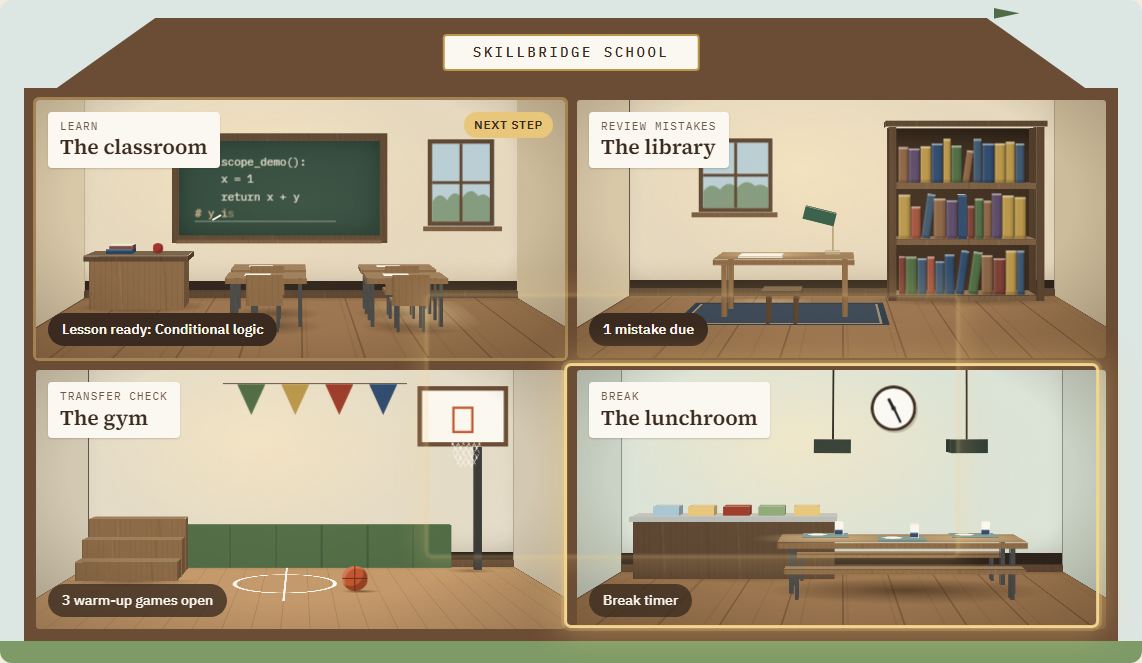 SKILLBRIDGE SCHOOL
LEARN
The classroom
NEXT STEP
scope_demo():
x = 1
return x + y
# y is
Lesson ready: Conditional logic
REVIEW MISTAKES
The library
1 mistake due
TRANSFER CHECK
The gym
3 warm-up games open
BREAK
The lunchroom
Break timer